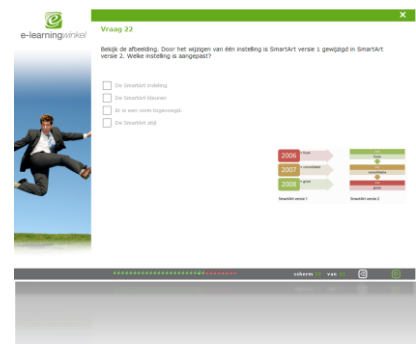 e-learningwinkel
Vraag 22
Bekijk de afbeelding. Door het wijzigen van één instelling is SmartArt versie 1 gewijzigd in SmartArt
versie 2. Welke instelling is aangepast?
De SmartArt indeling
De SmartArt kleuren
Er is een vorm toegevoegd.
De SmartArt stijl
2006
2007
2008
SmartArt versie 1
SmartArt versie 2
scherm
van